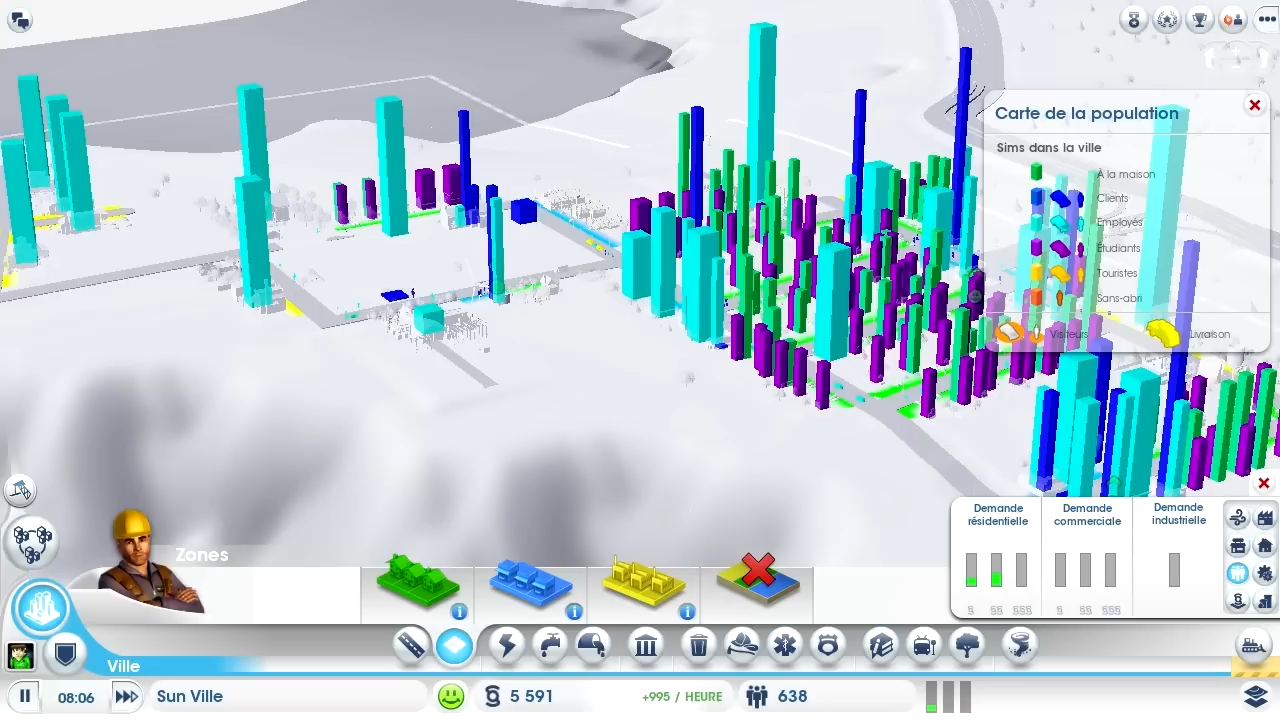 Carte de la population
Sims dans la ville
À la maison
Clients
Employés
Étudiants
Touristes
Sans-abri
Visiteurs
Livraison
Demande résidentielle
Demande commerciale
Demande industrielle
§ §§ §§§
§ §§ §§§
Zones
Ville
08:06
Sun Ville
5 591
+995 / HEURE
638